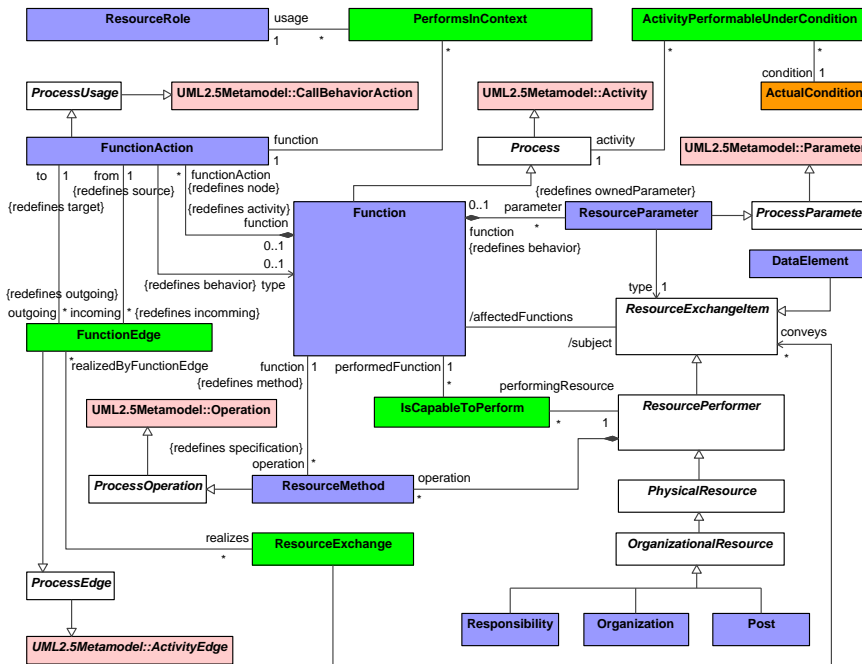 ResourceRole
usage
1
*
PerformsInContext
ActivityPerformableUnderCondition
*
*
*
condition
1
ActualCondition
ProcessUsage
UML2.5Metamodel::CallBehaviorAction
UML2.5Metamodel::Activity
FunctionAction
function
1
Process
activity
1
UML2.5Metamodel::Parameter
to
1
from
1
{redefines source}
{redefines target}
*
functionAction
{redefines node}
{redefines activity}
function
0..1
0..1
{redefines behavior}
type
Function
{redefines ownedParameter}
0..1
parameter
*
function
{redefines behavior}
ResourceParameter
ProcessParameter
DataElement
type
1
ResourceExchangeItem
/affectedFunctions
/subject
conveys
*
{redefines outgoing}
outgoing
*
incoming
*
{redefines incomming}
FunctionEdge
*
realizedByFunctionEdge
function
1
{redefines method}
performedFunction
1
*
performingResource
1
IsCapableToPerform
*
ResourcePerformer
UML2.5Metamodel::Operation
{redefines specification}
operation
*
ProcessOperation
ResourceMethod
operation
*
PhysicalResource
realizes
*
ResourceExchange
OrganizationalResource
ProcessEdge
Responsibility
Organization
Post
UML2.5Metamodel::ActivityEdge